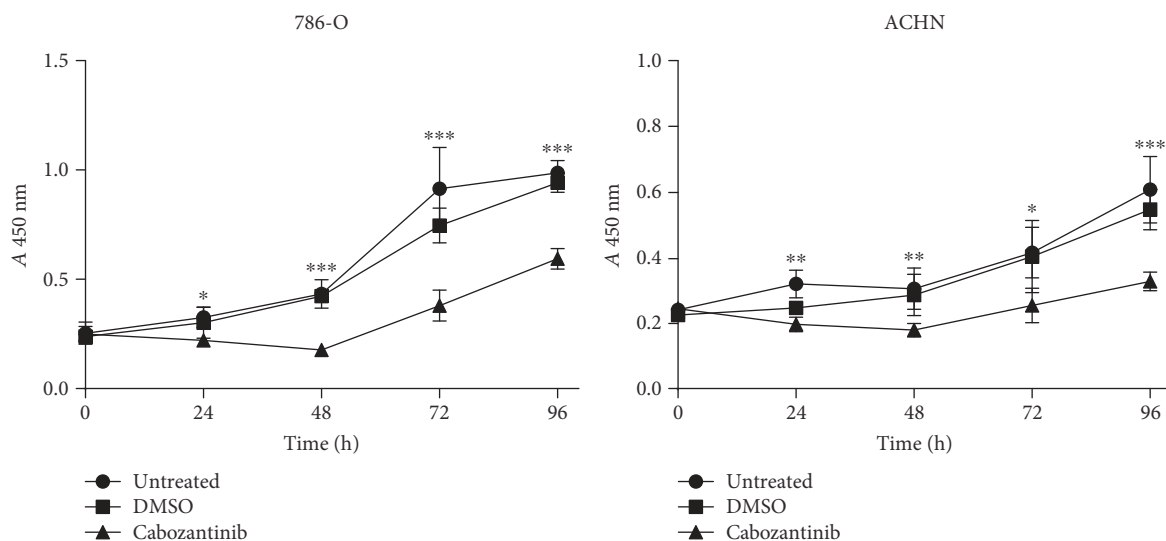 786-O
1.5
1.0
0.5
0.0
A 450 nm
*
***
***
***
0
24
48
72
96
Time (h)
Untreated
DMSO
Cabozantinib
ACHN
1.0
0.8
0.6
0.4
0.2
0.0
A 450 nm
**
**
*
***
0
24
48
72
96
Time (h)
Untreated
DMSO
Cabozantinib